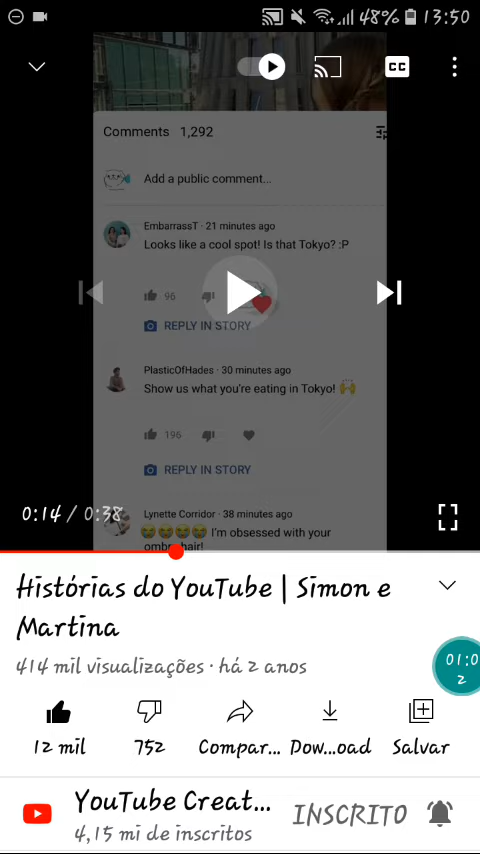 48% 13:50
CC
Comments 1,292
Add a public comment...
EmbarrassT · 21 minutes ago
Looks like a cool spot! Is that Tokyo? :P
96
REPLY IN STORY
PlasticOfHades · 30 minutes ago
Show us what you're eating in Tokyo! 🙌
196
REPLY IN STORY
Lynette Corridor · 38 minutes ago
😭😭😭😭 I'm obsessed with your
ombre hair!
0:14 / 0:38
Histórias do YouTube | Simon e
Martina
414 mil visualizações · há 2 anos
01:0
2
12 mil 752 Compar... Dow...oad Salvar
YouTube Creat... INSCRITO
4,15 mi de inscritos